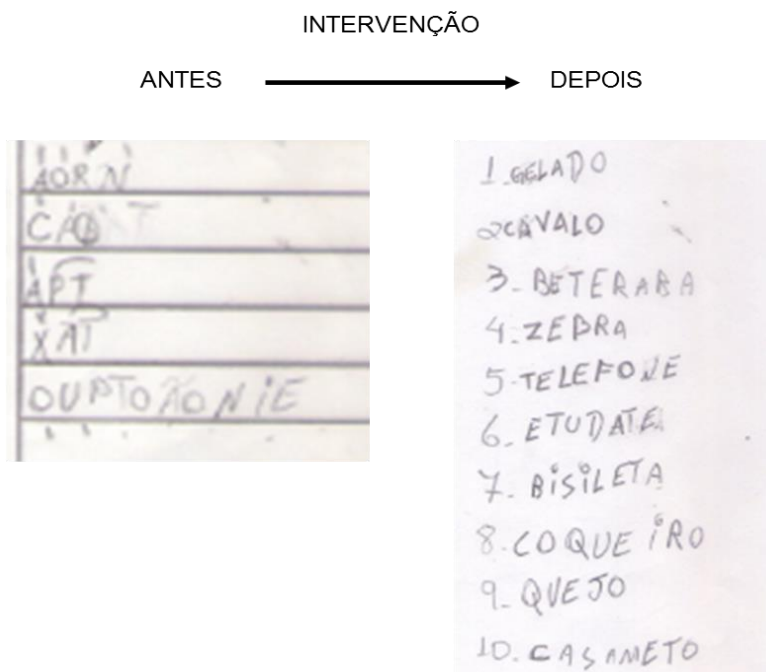 INTERVENÇÃO
ANTES DEPOIS
AORN
CAO
APT
XAT
OUPTOAONIE
1. GELADO
2 CAVALO
3- BETERABA
4. ZEBRA
5-TELEFONE
6- ETUDATE
7- BISILETA
8-COQUEIRO
9- QUEJO
10. CASAMETO